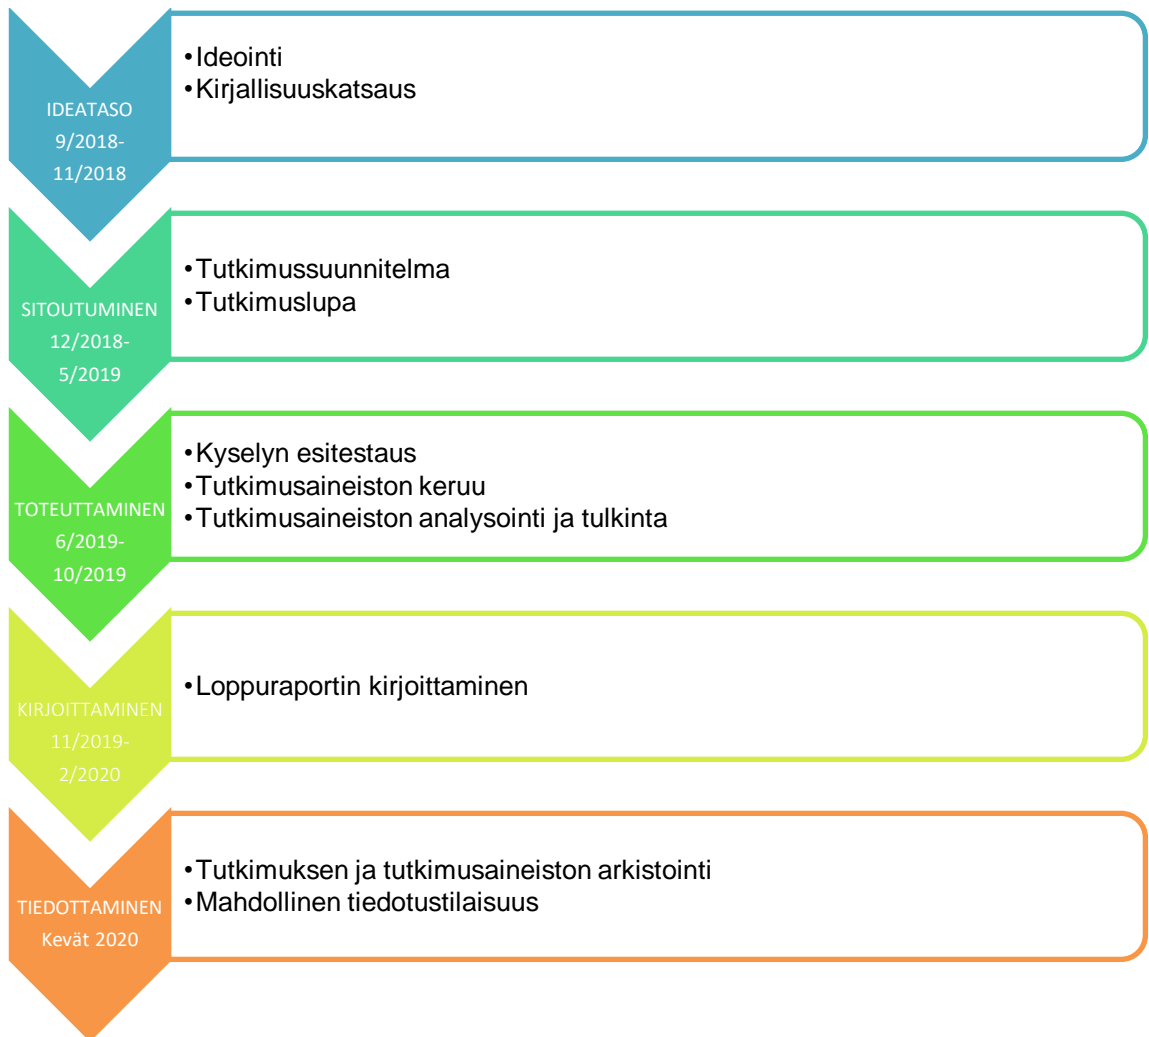 IDEATASO
9/2018-
11/2018
•Ideointi
•Kirjallisuuskatsaus
SITOUTUMINEN
12/2018-
5/2019
•Tutkimussuunnitelma
•Tutkimuslupa
TOTEUTTAMINEN
6/2019-
10/2019
•Kyselyn esitestaus
•Tutkimusaineiston keruu
•Tutkimusaineiston analysointi ja tulkinta
KIRJOITTAMINEN
11/2019-
2/2020
•Loppuraportin kirjoittaminen
TIEDOTTAMINEN
Kevät 2020
•Tutkimuksen ja tutkimusaineiston arkistointi
•Mahdollinen tiedotustilaisuus